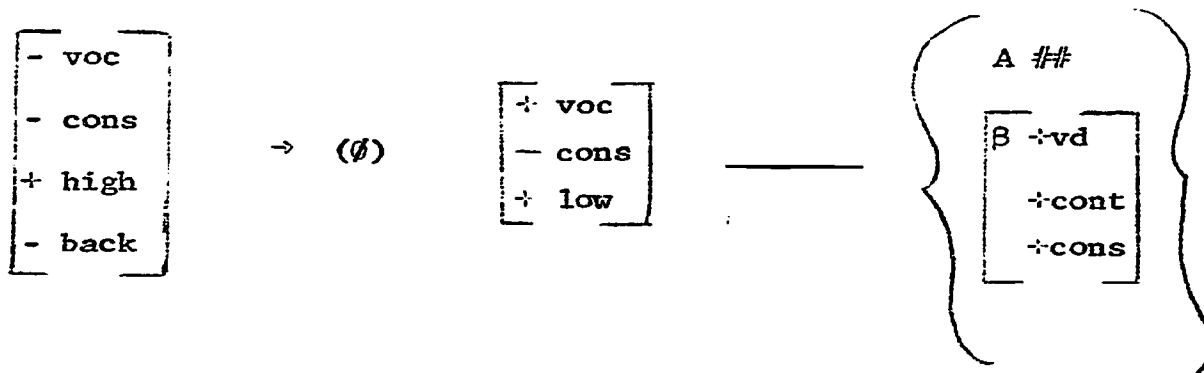 - voc
- cons
+ high
- back
→ (∅)
+ voc
- cons
+ low
A ##
β +vd
+cont
+cons